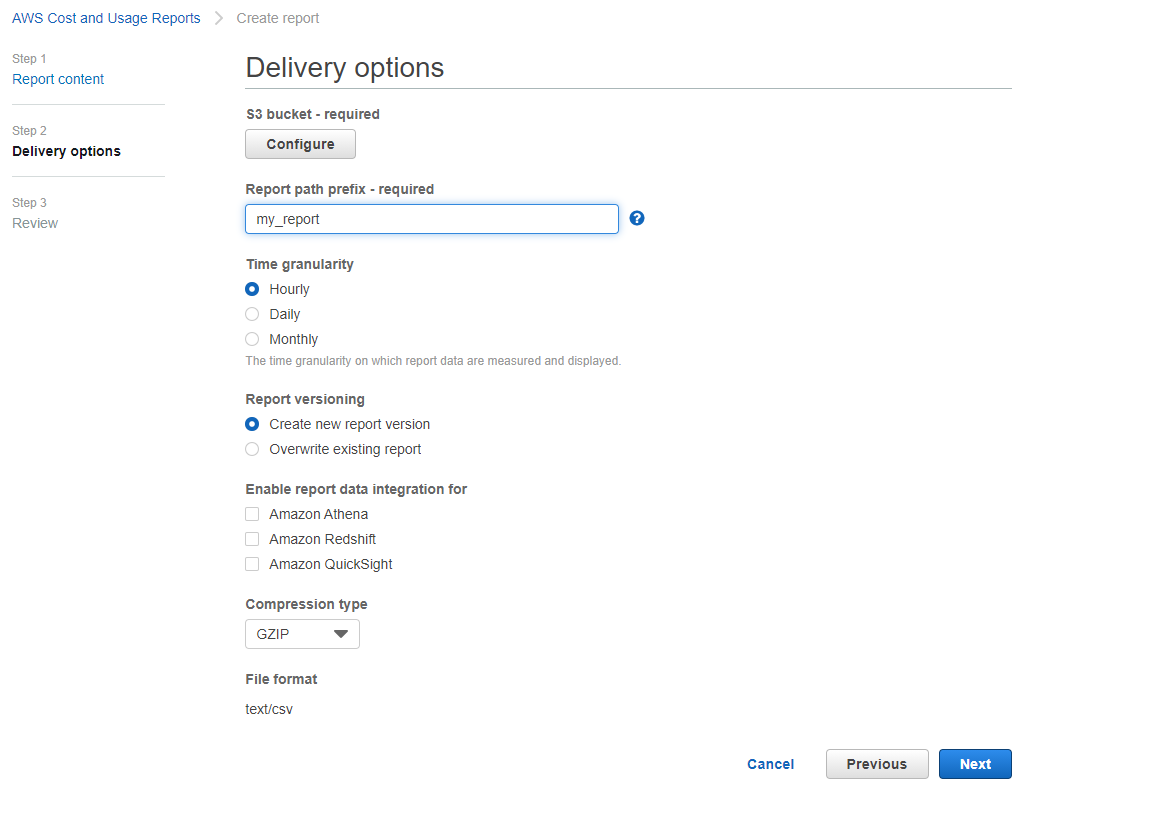 AWS Cost and Usage Reports > Create report
Step 1
Report content
Step 2
Delivery options
Step 3
Review
Delivery options
S3 bucket - required
Configure
Report path prefix - required
my_report
?
Time granularity
Hourly
Daily
Monthly
The time granularity on which report data are measured and displayed.
Report versioning
Create new report version
Overwrite existing report
Enable report data integration for
Amazon Athena
Amazon Redshift
Amazon QuickSight
Compression type
GZIP
File format
text/csv
Cancel Previous Next